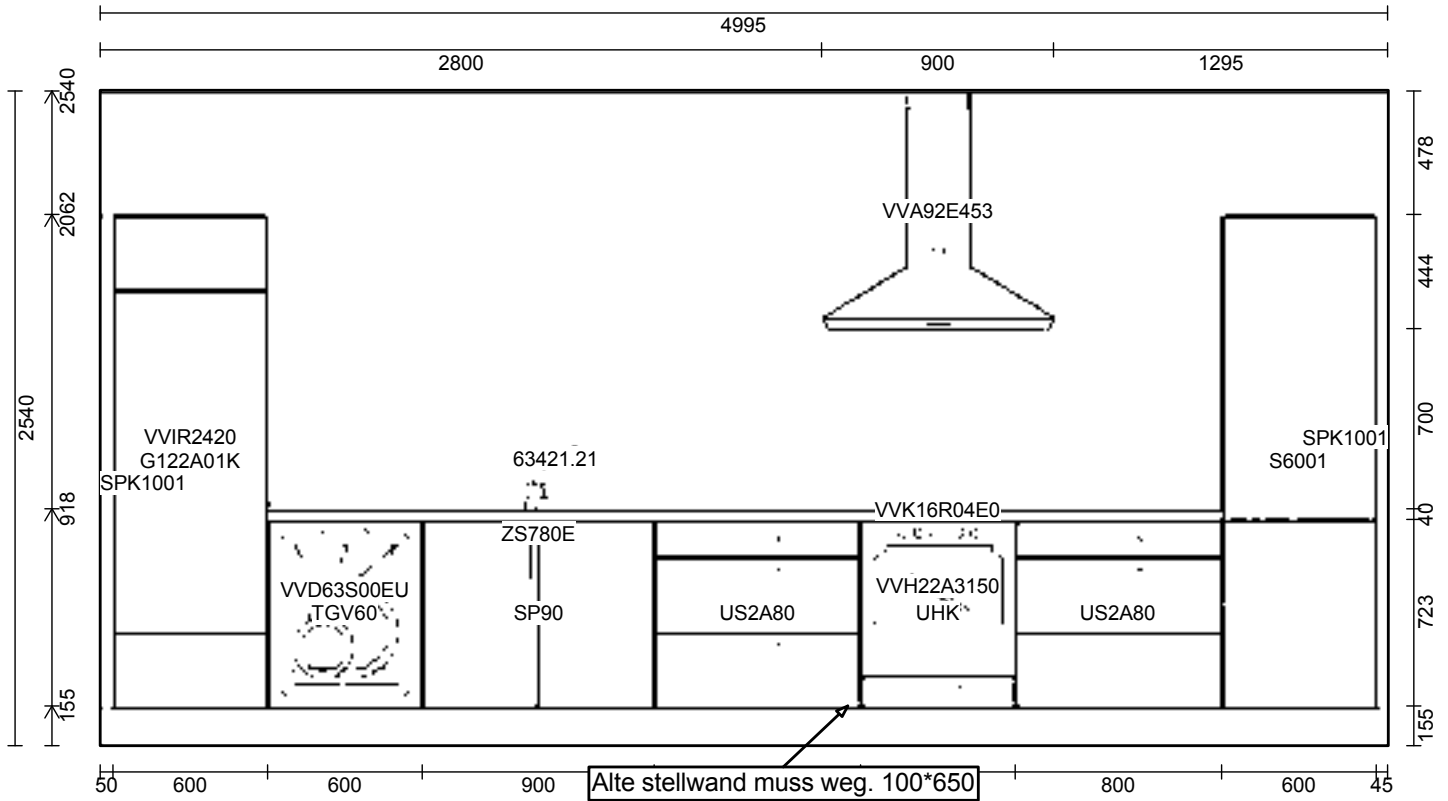 4995
2800 900 1295
2540
2540
2062
918
155
478
444
700
40
723
155
VVA92E453
VVIR2420
G122A01K
SPK1001
63421.21
SPK1001
S6001
VVK16R04E0
ZS780E
VVD63S00EU
TGV60
SP90
US2A80
VVH22A3150
UHK
US2A80
50 600 600 900 800 600 45
Alte stellwand muss weg. 100*650